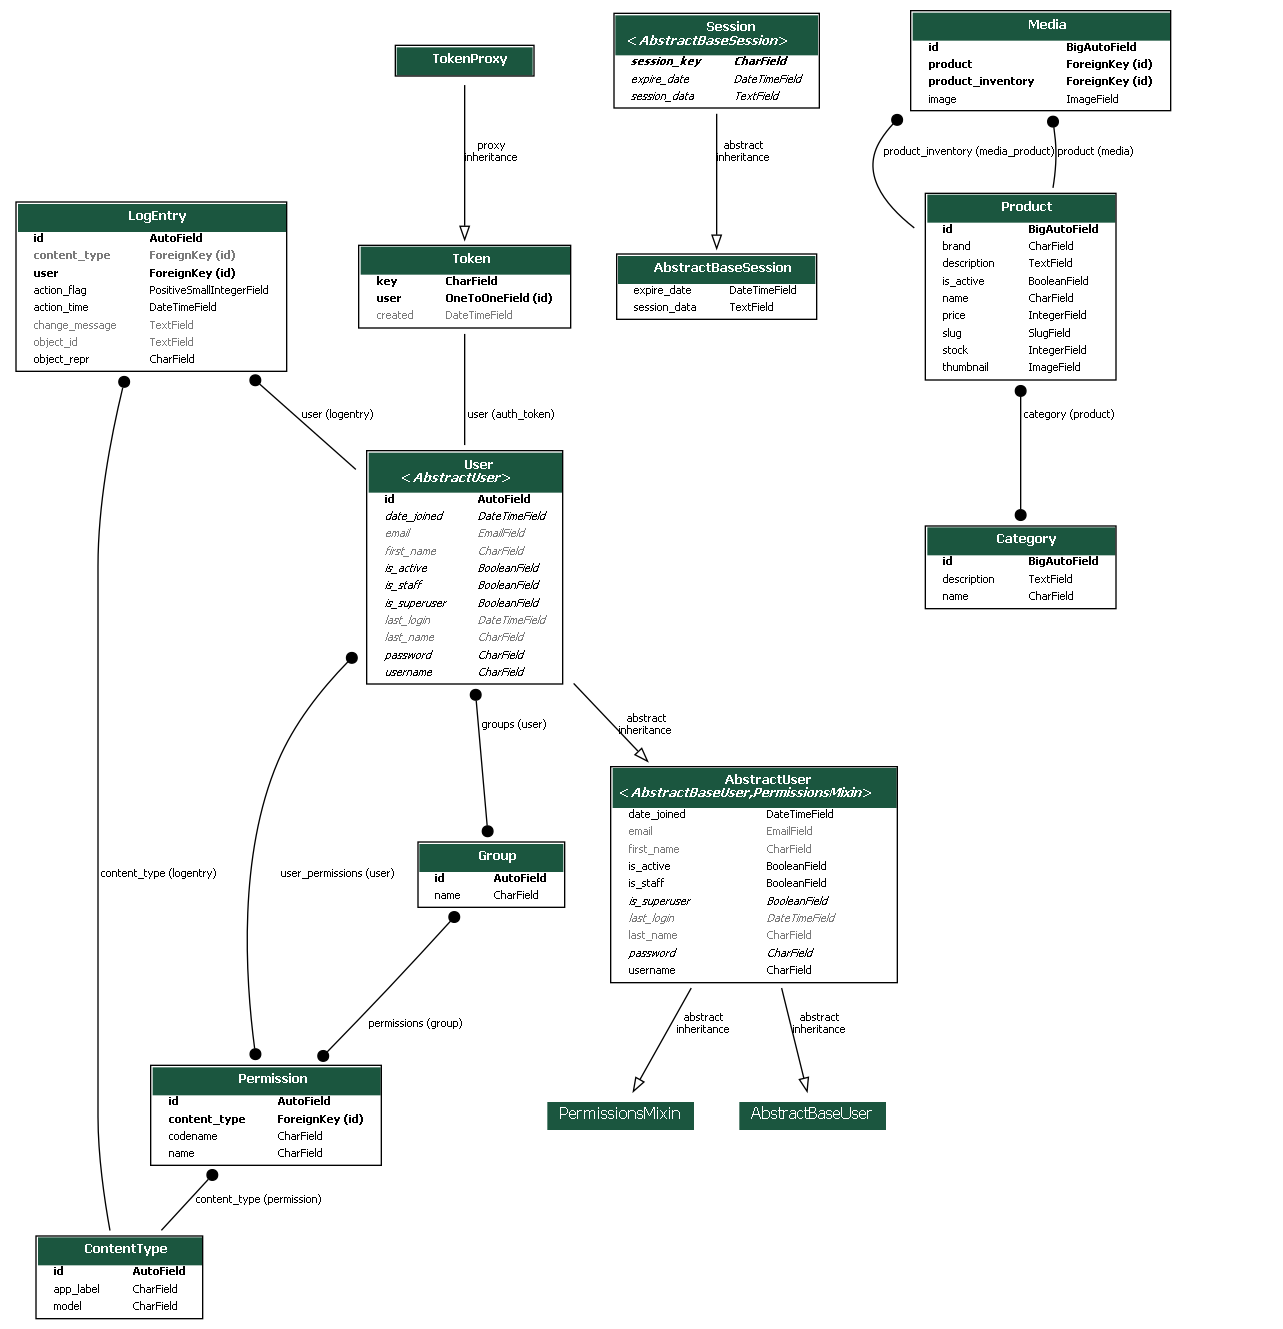 TokenProxy
proxy
inheritance
Session
<AbstractBaseSession>
session_key CharField
expire_date DateTimeField
session_data TextField
abstract
inheritance
Media
id BigAutoField
product ForeignKey (id)
product_inventory ForeignKey (id)
image ImageField
product_inventory (media_product)
product (media)
LogEntry
id AutoField
content_type ForeignKey (id)
user ForeignKey (id)
action_flag PositiveSmallIntegerField
action_time DateTimeField
change_message TextField
object_id TextField
object_repr CharField
Token
key CharField
user OneToOneField (id)
created DateTimeField
AbstractBaseSession
expire_date DateTimeField
session_data TextField
Product
id BigAutoField
brand CharField
description TextField
is_active BooleanField
name CharField
price IntegerField
slug SlugField
stock IntegerField
thumbnail ImageField
user (logentry)
user (auth_token)
category (product)
User
<AbstractUser>
id AutoField
date_joined DateTimeField
email EmailField
first_name CharField
is_active BooleanField
is_staff BooleanField
is_superuser BooleanField
last_login DateTimeField
last_name CharField
password CharField
username CharField
Category
id BigAutoField
description TextField
name CharField
groups (user)
abstract
inheritance
AbstractUser
<AbstractBaseUser,PermissionsMixin>
date_joined DateTimeField
email EmailField
first_name CharField
is_active BooleanField
is_staff BooleanField
is_superuser BooleanField
last_login DateTimeField
last_name CharField
password CharField
username CharField
content_type (logentry)
user_permissions (user)
Group
id AutoField
name CharField
permissions (group)
abstract
inheritance
abstract
inheritance
Permission
id AutoField
content_type ForeignKey (id)
codename CharField
name CharField
PermissionsMixin
AbstractBaseUser
content_type (permission)
ContentType
id AutoField
app_label CharField
model CharField